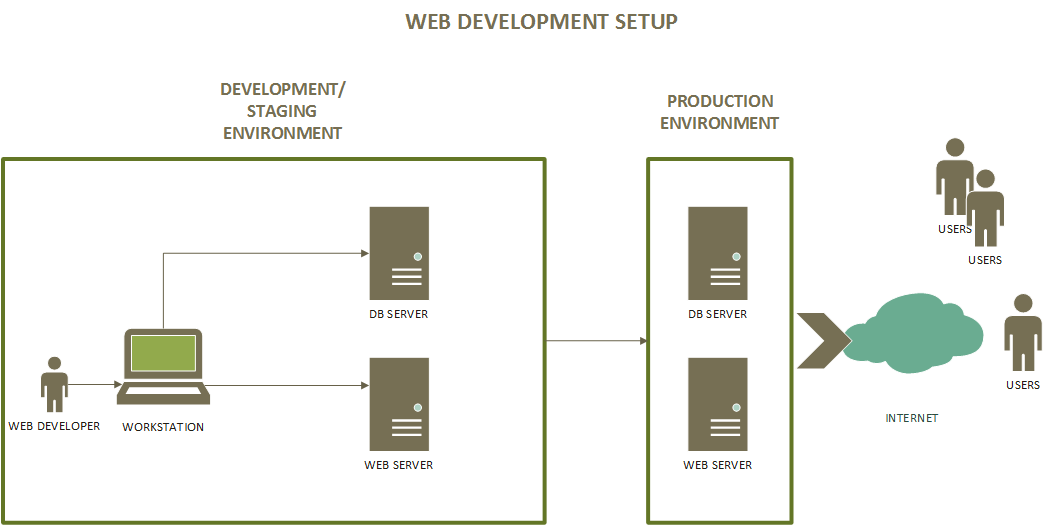 WEB DEVELOPMENT SETUP
DEVELOPMENT/
STAGING
ENVIRONMENT
PRODUCTION
ENVIRONMENT
USERS
USERS
DB SERVER
DB SERVER
USERS
INTERNET
WEB DEVELOPER
WORKSTATION
WEB SERVER
WEB SERVER